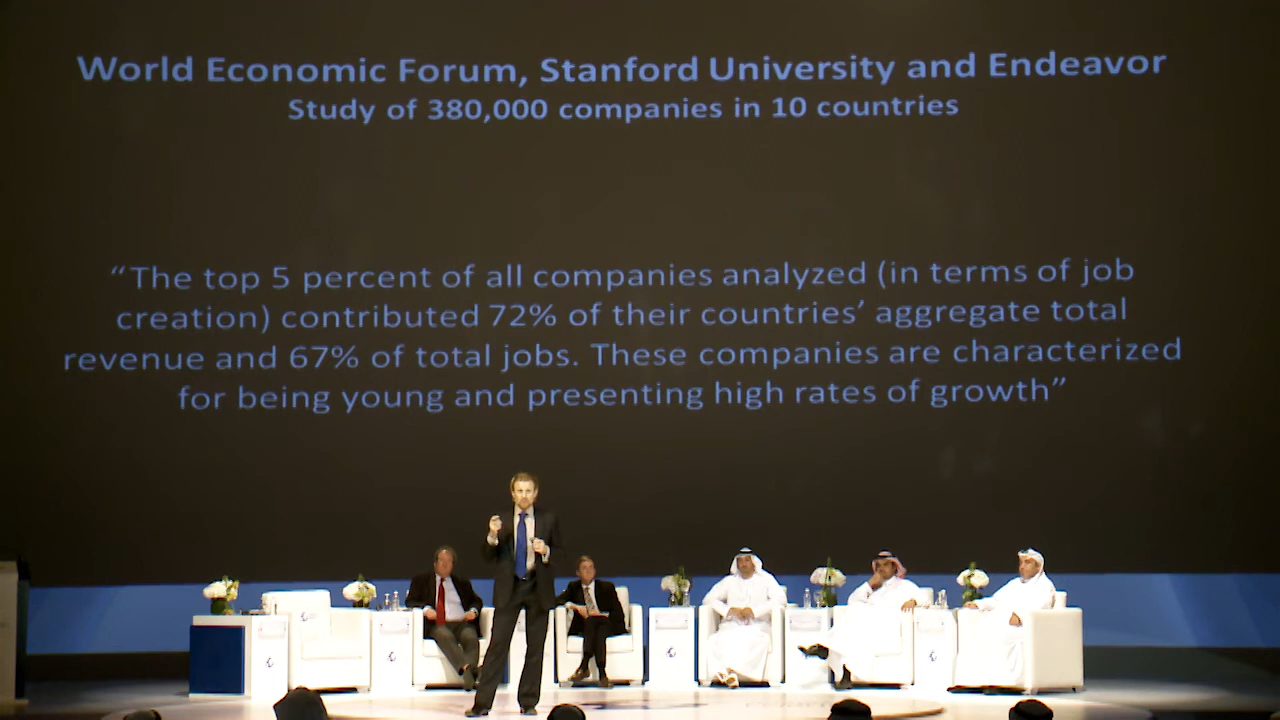 World Economic Forum, Stanford University and Endeavor
Study of 380,000 companies in 10 countries
“The top 5 percent of all companies analyzed (in terms of job
creation) contributed 72% of their countries’ aggregate total
revenue and 67% of total jobs. These companies are characterized
for being young and presenting high rates of growth”